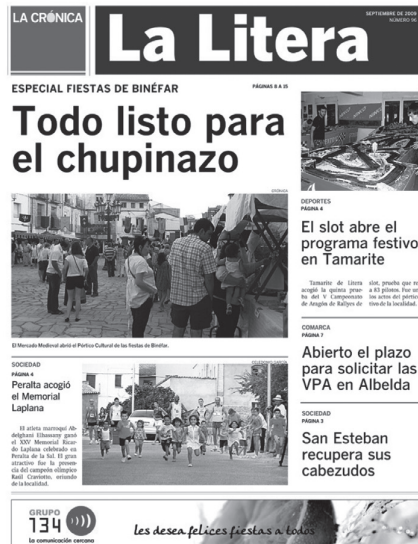 LA CRÓNICA
La Litera
SEPTIEMBRE DE 2009
NÚMERO 96
ESPECIAL FIESTAS DE BINÉFAR
PÁGINAS 8 A 15
Todo listo para
el chupinazo
CRÓNICA
El Mercado Medieval abrió el Pórtico Cultural de las fiestas de Binéfar.
DEPORTES
PÁGINA 4
El slot abre el
programa festivo
en Tamarite
Tamarite de Litera
acogió la quinta prue-
ba del V Campeonato
de Aragón de Rallyes de
slot, prueba que
a 83 pilotos. Fue
los actos del pórti
tivo de la localidad.
COMARCA
PÁGINA 7
Abierto el plazo
para solicitar las
VPA en Albelda
SOCIEDAD
PÁGINA 3
San Esteban
recupera sus
cabezudos
SOCIEDAD
PÁGINA 4
Peralta acogió
el Memorial
Laplana
El atleta marroquí Ab-
delghani Elhassany ganó
el XXV Memorial Ricar-
do Laplana celebrado en
Peralta de la Sal. El gran
atractivo fue la presen-
cia del campeón olímpico
Saúl Craviotto, oriundo
de la localidad.
GRUPO
134
La comunicación cercana
les desea felices fiestas a todos